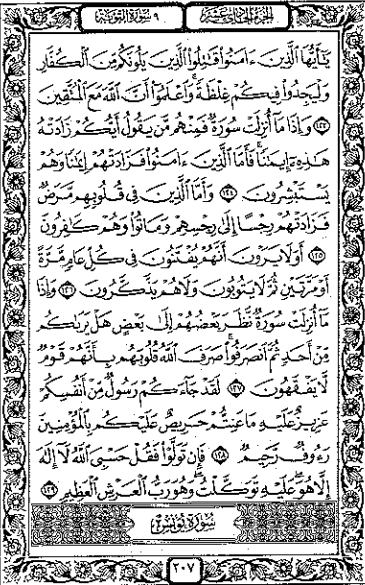 الجزء الحادي عشر
٩ سورة التوبة
يَٰٓأَيُّهَا ٱلَّذِينَ ءَامَنُوا۟ قَٰتِلُوا۟ ٱلَّذِينَ يَلُونَكُم مِّنَ ٱلْكُفَّارِ
وَلْيَجِدُوا۟ فِيكُمْ غِلْظَةً ۚ وَٱعْلَمُوٓا۟ أَنَّ ٱللَّهَ مَعَ ٱلْمُتَّقِينَ
١٢٣ وَإِذَا مَآ أُنزِلَتْ سُورَةٌ فَمِنْهُم مَّن يَقُولُ أَيُّكُمْ زَادَتْهُ
هَٰذِهِۦٓ إِيمَٰنًا ۚ فَأَمَّا ٱلَّذِينَ ءَامَنُوا۟ فَزَادَتْهُمْ إِيمَٰنًا وَهُمْ
يَسْتَبْشِرُونَ ١٢٤ وَأَمَّا ٱلَّذِينَ فِى قُلُوبِهِم مَّرَضٌ
فَزَادَتْهُمْ رِجْسًا إِلَىٰ رِجْسِهِمْ وَمَاتُوا۟ وَهُمْ كَٰفِرُونَ
١٢٥ أَوَلَا يَرَوْنَ أَنَّهُمْ يُفْتَنُونَ فِى كُلِّ عَامٍ مَّرَّةً
أَوْ مَرَّتَيْنِ ثُمَّ لَا يَتُوبُونَ وَلَا هُمْ يَذَّكَّرُونَ ١٢٦ وَإِذَا
مَآ أُنزِلَتْ سُورَةٌ نَّظَرَ بَعْضُهُمْ إِلَىٰ بَعْضٍ هَلْ يَرَىٰكُم
مِّنْ أَحَدٍ ثُمَّ ٱنصَرَفُوا۟ ۚ صَرَفَ ٱللَّهُ قُلُوبَهُم بِأَنَّهُمْ قَوْمٌ
لَّا يَفْقَهُونَ ١٢٧ لَقَدْ جَآءَكُمْ رَسُولٌ مِّنْ أَنفُسِكُمْ
عَزِيزٌ عَلَيْهِ مَا عَنِتُّمْ حَرِيصٌ عَلَيْكُم بِٱلْمُؤْمِنِينَ
رَءُوفٌ رَّحِيمٌ ١٢٨ فَإِن تَوَلَّوْا۟ فَقُلْ حَسْبِىَ ٱللَّهُ لَآ إِلَٰهَ
إِلَّا هُوَ ۖ عَلَيْهِ تَوَكَّلْتُ ۖ وَهُوَ رَبُّ ٱلْعَرْشِ ٱلْعَظِيمِ ١٢٩
سُورَةُ يُونُسَ
٢٠٧